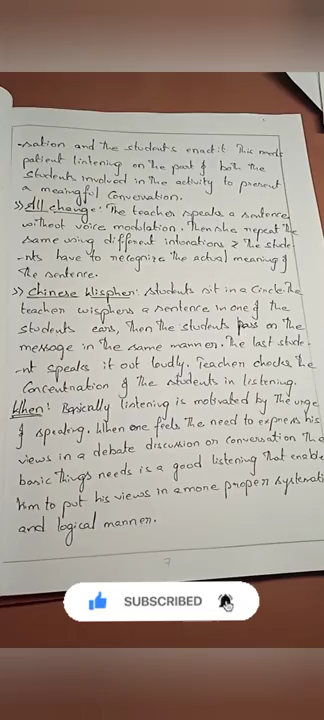 -sation and the students enact it. This needs
patient lintening on the part of both the
students involved in the activity to present
a meaningful Conversation.
>> All change: The teacher speaks a sentence
without voice modulation. Then she repeat the
same using different intonations & The stude
-nts have to recognize the actual meaning of
the sentence.
>> Chinese Wispher: Students sit in a Circle. The
teacher wisphers a sentence in one of the
students ears, Then the students pass on the
message in the same manner. The last stude-
-nt speaks it out loudly. Teacher checks the
Concentration of the students in listening.
When: Basically lintening is motivated by the urge
of speaking. When one feels the need to express his
views in a debate discussion or conversation The
basic things needs is a good listening that enable
him to put his views in a more proper systemati
and logical manner.
7
SUBSCRIBED